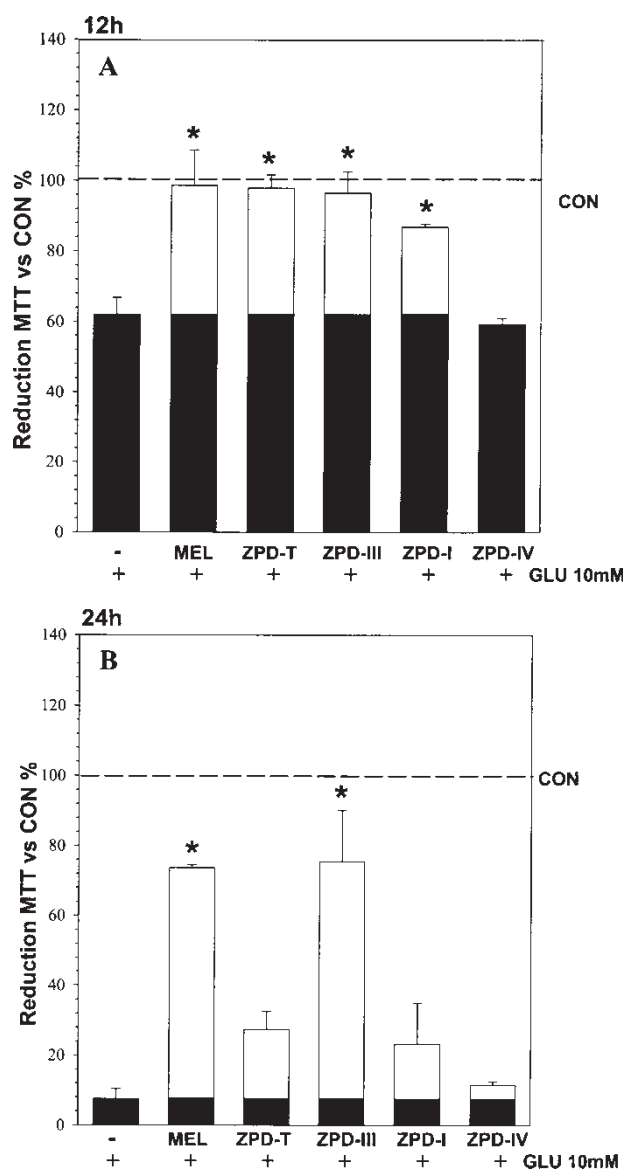 12h
A
Reduction MTT vs CON %
140
120
100
80
60
40
20
0
* * * *
CON
- MEL ZPD-T ZPD-III ZPD-I ZPD-IV
+ + + + + + GLU 10mM
24h
B
Reduction MTT vs CON %
140
120
100
80
60
40
20
0
* *
CON
- MEL ZPD-T ZPD-III ZPD-I ZPD-IV
+ + + + + + GLU 10mM